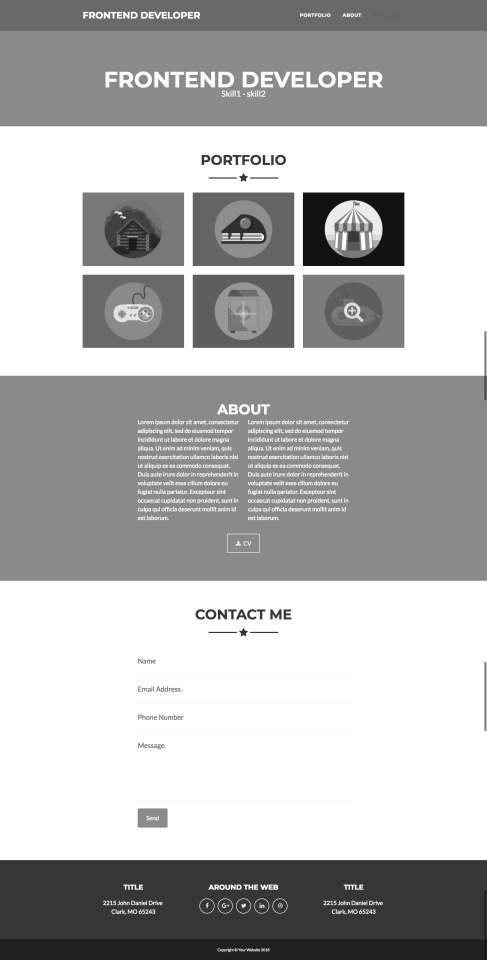 FRONTEND DEVELOPER
PORTFOLIO ABOUT
FRONTEND DEVELOPER
Skill1 - skill2
PORTFOLIO
ABOUT
Lorem ipsum dolor sit amet, consectetur
adipiscing elit, sed do eiusmod tempor
incididunt ut labore et dolore magna
aliqua. Ut enim ad minim veniam, quis
nostrud exercitation ullamco laboris nisi
ut aliquip ex ea commodo consequat.
Duis aute irure dolor in reprehenderit in
voluptate velit esse cillum dolore eu
fugiat nulla pariatur. Excepteur sint
occaecat cupidatat non proident, sunt in
culpa qui officia deserunt mollit anim id
est laborum.
Lorem ipsum dolor sit amet, consectetur
adipiscing elit, sed do eiusmod tempor
incididunt ut labore et dolore magna
aliqua. Ut enim ad minim veniam, quis
nostrud exercitation ullamco laboris nisi
ut aliquip ex ea commodo consequat.
Duis aute irure dolor in reprehenderit in
voluptate velit esse cillum dolore eu
fugiat nulla pariatur. Excepteur sint
occaecat cupidatat non proident, sunt in
culpa qui officia deserunt mollit anim id
est laborum.
CV
CONTACT ME
Name
Email Address
Phone Number
Message
Send
TITLE
2215 John Daniel Drive
Clark, MO 65243
AROUND THE WEB
TITLE
2215 John Daniel Drive
Clark, MO 65243
Copyright © Your Website 2018